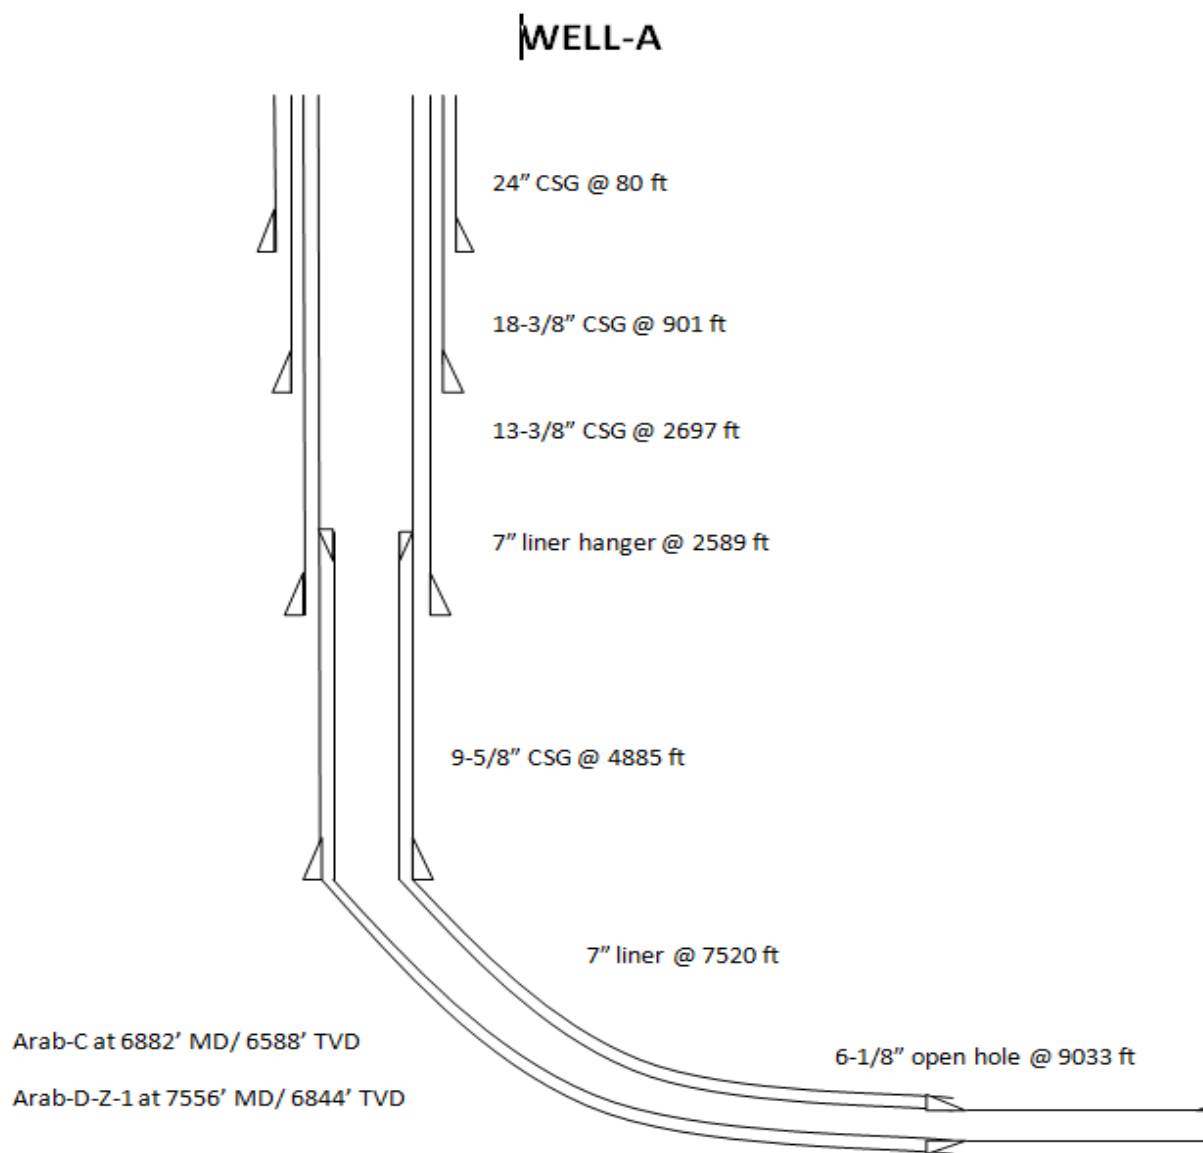 WELL-A
24" CSG @ 80 ft
18-3/8" CSG @ 901 ft
13-3/8" CSG @ 2697 ft
7" liner hanger @ 2589 ft
9-5/8" CSG @ 4885 ft
7" liner @ 7520 ft
Arab-C at 6882' MD/ 6588' TVD
6-1/8" open hole @ 9033 ft
Arab-D-Z-1 at 7556' MD/ 6844' TVD